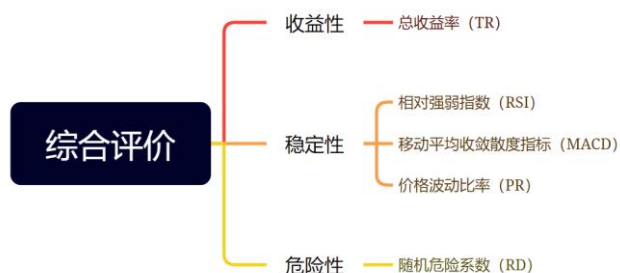 综合评价
收益性
总收益率（TR）
稳定性
相对强弱指数（RSI）
移动平均收敛散度指标（MACD）
价格波动比率（PR）
危险性
随机危险系数（RD）